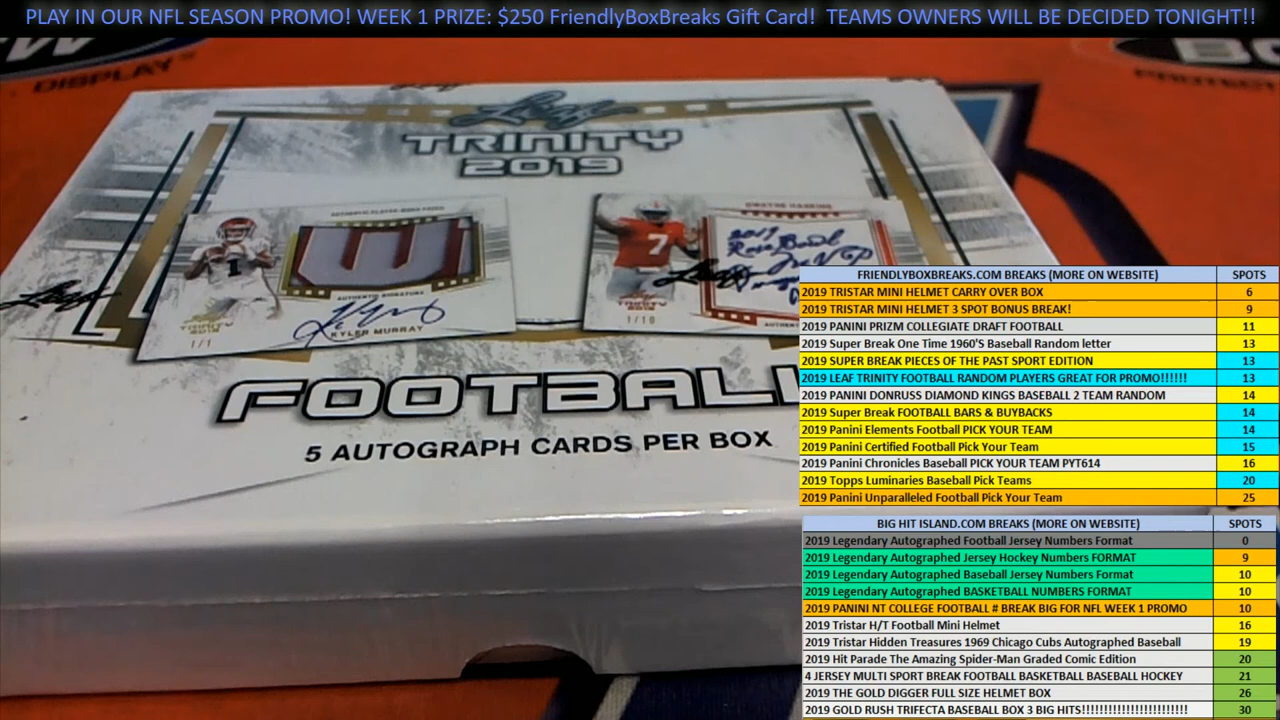 PLAY IN OUR NFL SEASON PROMO! WEEK 1 PRIZE: $250 FriendlyBoxBreaks Gift Card! TEAMS OWNERS WILL BE DECIDED TONIGHT!!
DISPLAY
Leaf
TRINITY
2019
KYLER MURRAY
1/1
7
2019
Rose Bowl
MVP
1/10
Leaf
FOOTBALL
5 AUTOGRAPH CARDS PER BOX
FRIENDLYBOXBREAKS.COM BREAKS (MORE ON WEBSITE) SPOTS
2019 TRISTAR MINI HELMET CARRY OVER BOX 6
2019 TRISTAR MINI HELMET 3 SPOT BONUS BREAK! 9
2019 PANINI PRIZM COLLEGIATE DRAFT FOOTBALL 11
2019 Super Break One Time 1960'S Baseball Random letter 13
2019 SUPER BREAK PIECES OF THE PAST SPORT EDITION 13
2019 LEAF TRINITY FOOTBALL RANDOM PLAYERS GREAT FOR PROMO!!!!!! 13
2019 PANINI DONRUSS DIAMOND KINGS BASEBALL 2 TEAM RANDOM 14
2019 Super Break FOOTBALL BARS & BUYBACKS 14
2019 Panini Elements Football PICK YOUR TEAM 14
2019 Panini Certified Football Pick Your Team 15
2019 Panini Chronicles Baseball PICK YOUR TEAM PYT614 16
2019 Topps Luminaries Baseball Pick Teams 20
2019 Panini Unparalleled Football Pick Your Team 25
BIG HIT ISLAND.COM BREAKS (MORE ON WEBSITE) SPOTS
2019 Legendary Autographed Football Jersey Numbers Format 0
2019 Legendary Autographed Jersey Hockey Numbers FORMAT 9
2019 Legendary Autographed Baseball Jersey Numbers Format 10
2019 Legendary Autographed BASKETBALL NUMBERS FORMAT 10
2019 PANINI NT COLLEGE FOOTBALL # BREAK BIG FOR NFL WEEK 1 PROMO 10
2019 Tristar H/T Football Mini Helmet 16
2019 Tristar Hidden Treasures 1969 Chicago Cubs Autographed Baseball 19
2019 Hit Parade The Amazing Spider-Man Graded Comic Edition 20
4 JERSEY MULTI SPORT BREAK FOOTBALL BASKETBALL BASEBALL HOCKEY 21
2019 THE GOLD DIGGER FULL SIZE HELMET BOX 26
2019 GOLD RUSH TRIFECTA BASEBALL BOX 3 BIG HITS!!!!!!!!!!!!!!!!!!!!!!!! 30